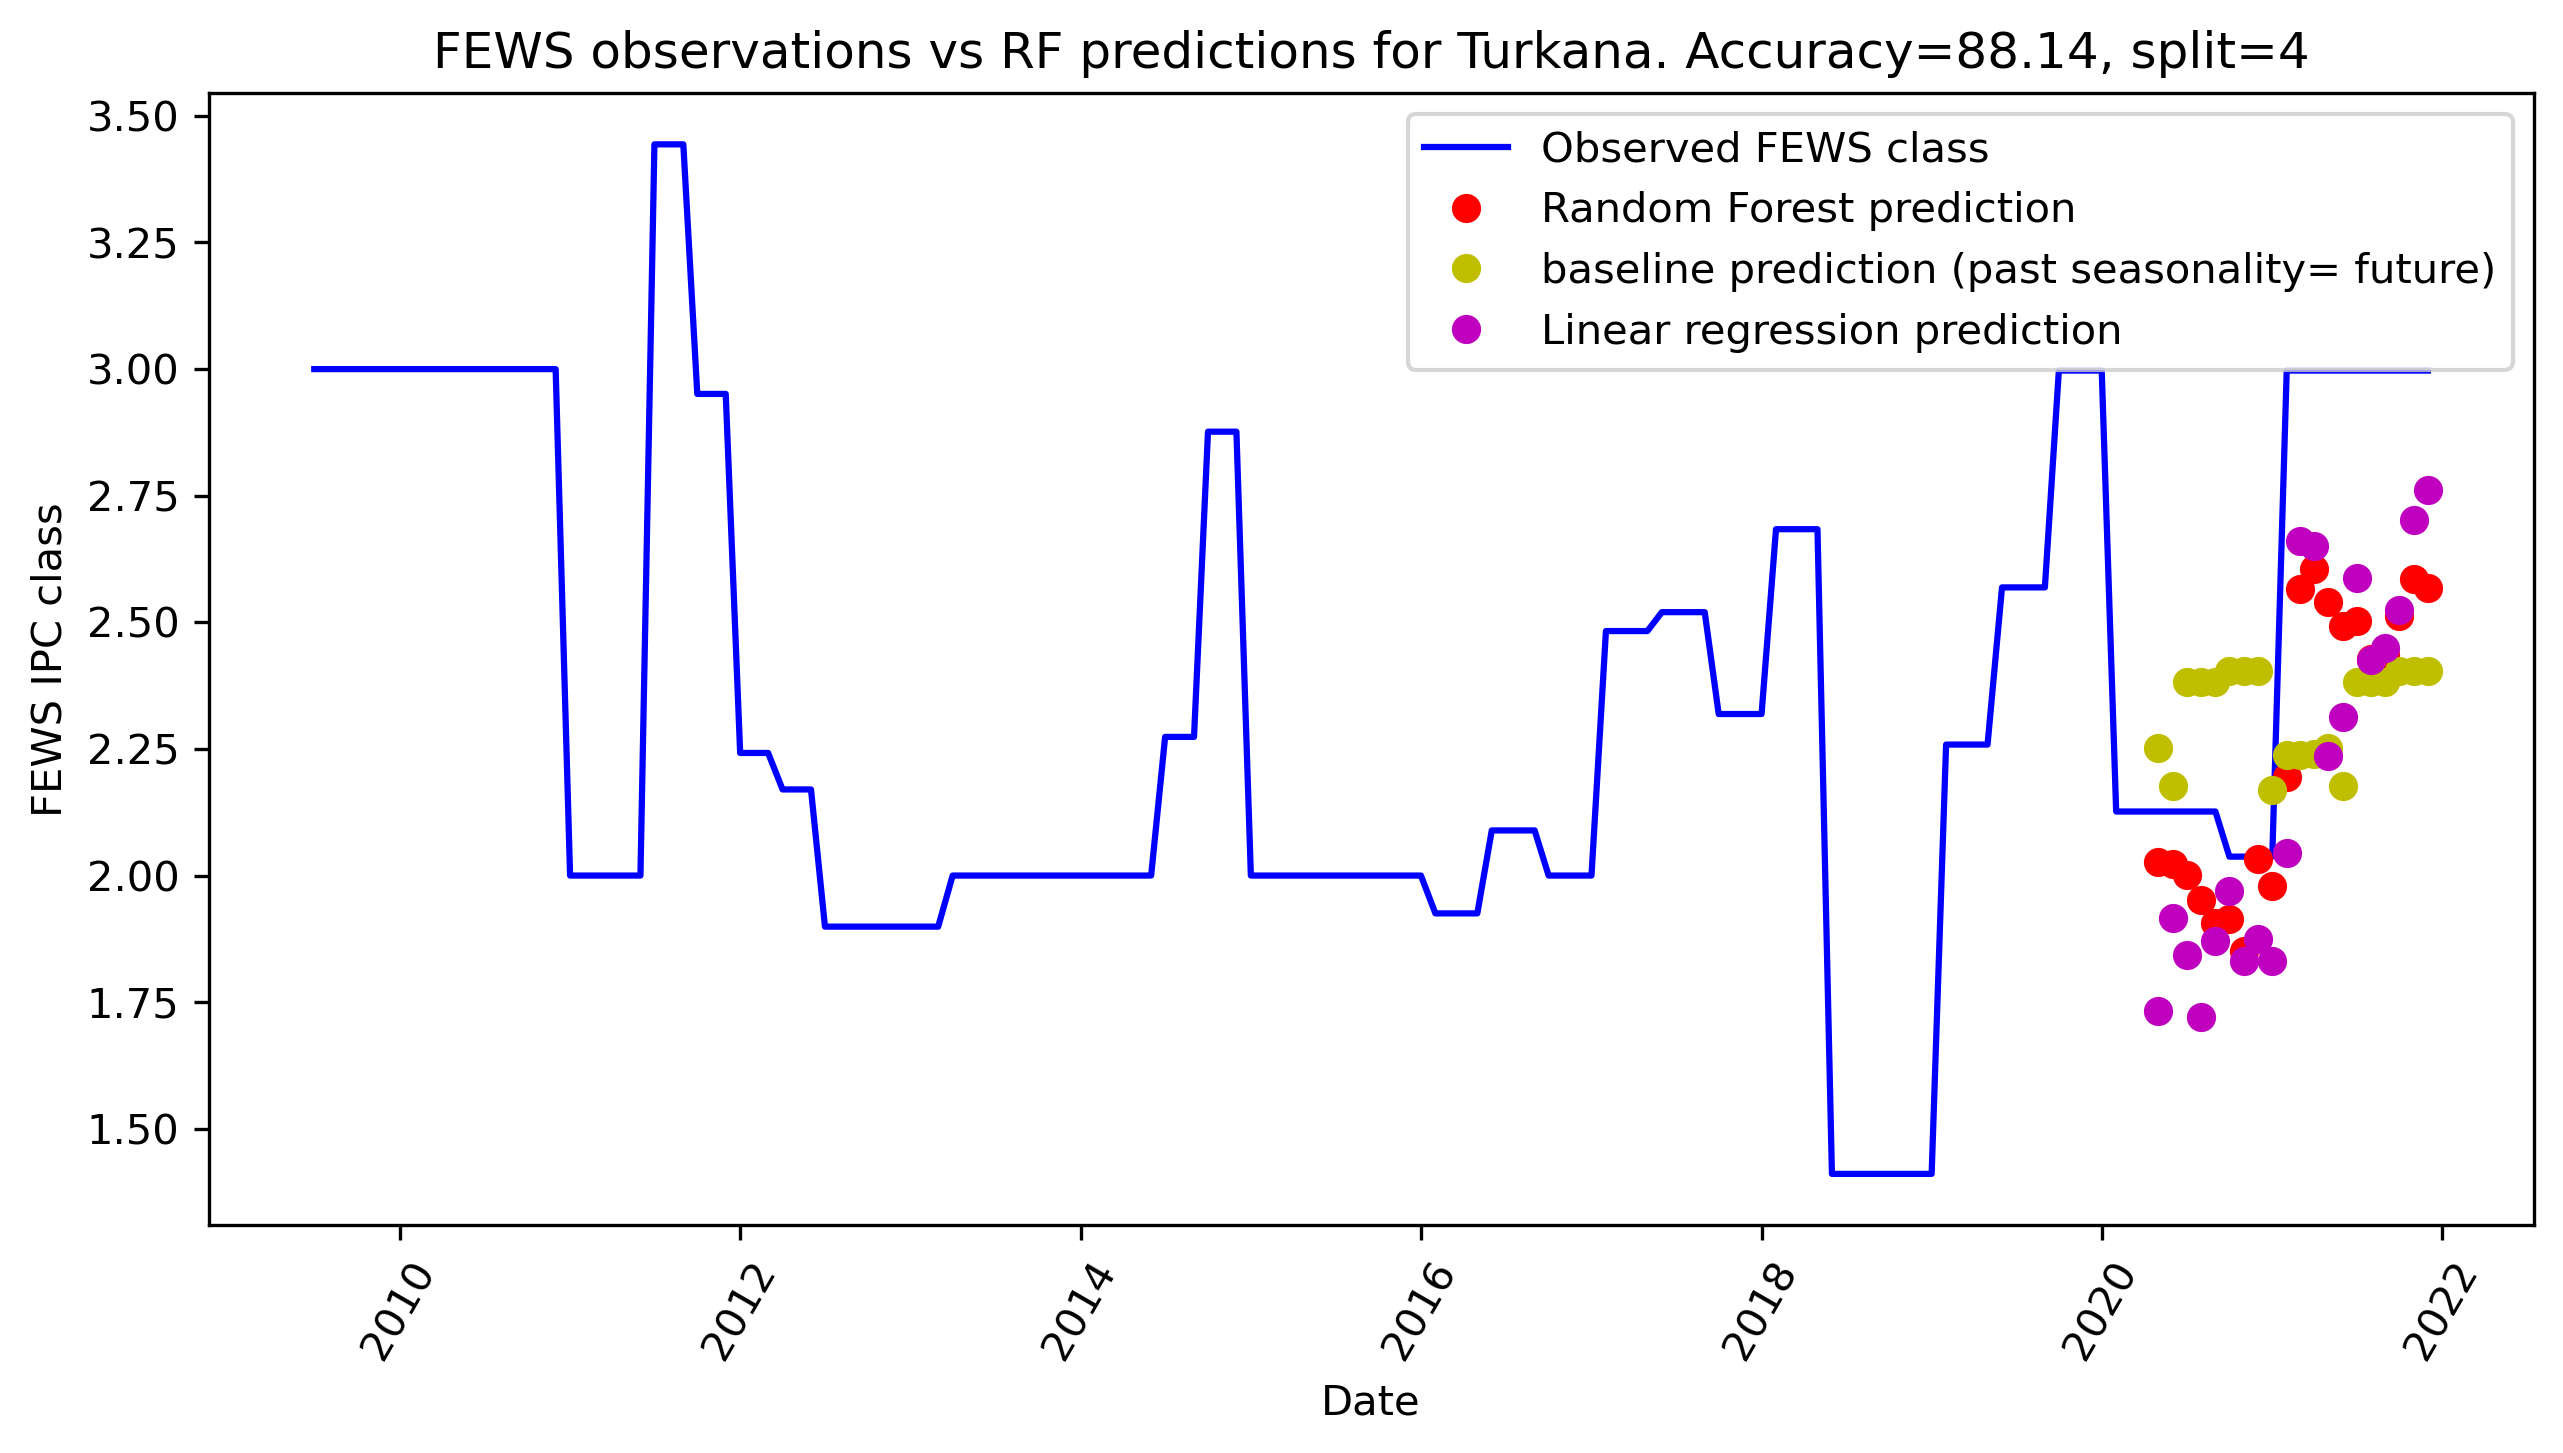 FEWS observations vs RF predictions for Turkana. Accuracy=88.14, split=4
Observed FEWS class
Random Forest prediction
baseline prediction (past seasonality= future)
Linear regression prediction
FEWS IPC class
3.50
3.25
3.00
2.75
2.50
2.25
2.00
1.75
1.50
2010
2012
2014
2016
2018
2020
2022
Date